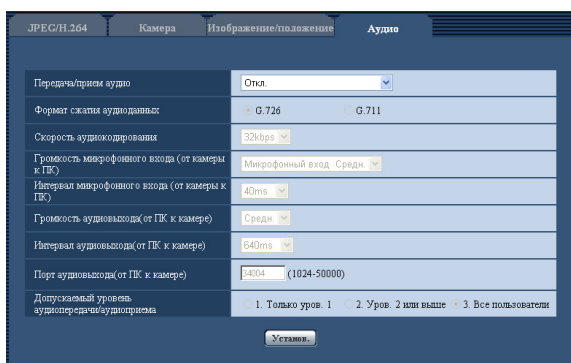 JPEG/H.264 Камера Изображение/положение Аудио
Передача/прием аудио Откл.
Формат сжатия аудиоданных G.726 G.711
Скорость аудиокодирования 32kbps
Громкость микрофонного входа (от камеры к ПК) Микрофонный вход Средн.
Интервал микрофонного входа (от камеры к ПК) 40ms
Громкость аудиовыхода(от ПК к камере) Средн.
Интервал аудиовыхода(от ПК к камере) 640ms
Порт аудиовыхода(от ПК к камере) 34004 (1024-50000)
Допускаемый уровень аудиопередачи/аудиоприема 1. Только уров. 1 2. Уров. 2 или выше 3. Все пользователи
Установ.